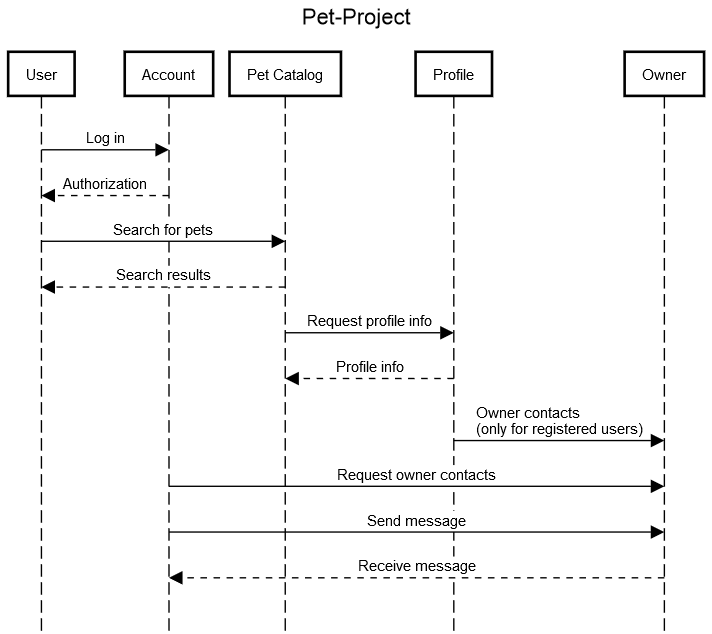 Pet-Project
User
Account
Pet Catalog
Profile
Owner
Log in
Authorization
Search for pets
Search results
Request profile info
Profile info
Owner contacts
(only for registered users)
Request owner contacts
Send message
Receive message